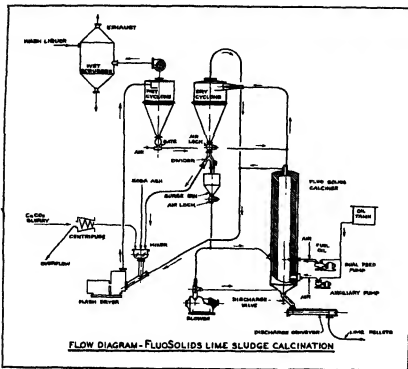 EXHAUST
WASH LIQUOR
WET
SCRUBBER
WET
CYCLONE
DRY
CYCLONE
AIR
LOCK
GATE
AIR
DIVIDER
SURGE BIN
AIR LOCK
SODA ASH
FLUO SOLIDS
CALCINER
OIL
TRAIN
CaCO3
SLURRY
CENTRIFUGE
MIXER
AIR
FUEL
OIL
DUAL FEED
PUMP
OVERFLOW
AIR
AUXILIARY PUMP
FLASH DRYER
BLOWER
DISCHARGE
VALVE
DISCHARGE CONVEYOR
LIME PELLETS
FLOW DIAGRAM - FLUOSOLIDS LIME SLUDGE CALCINATION